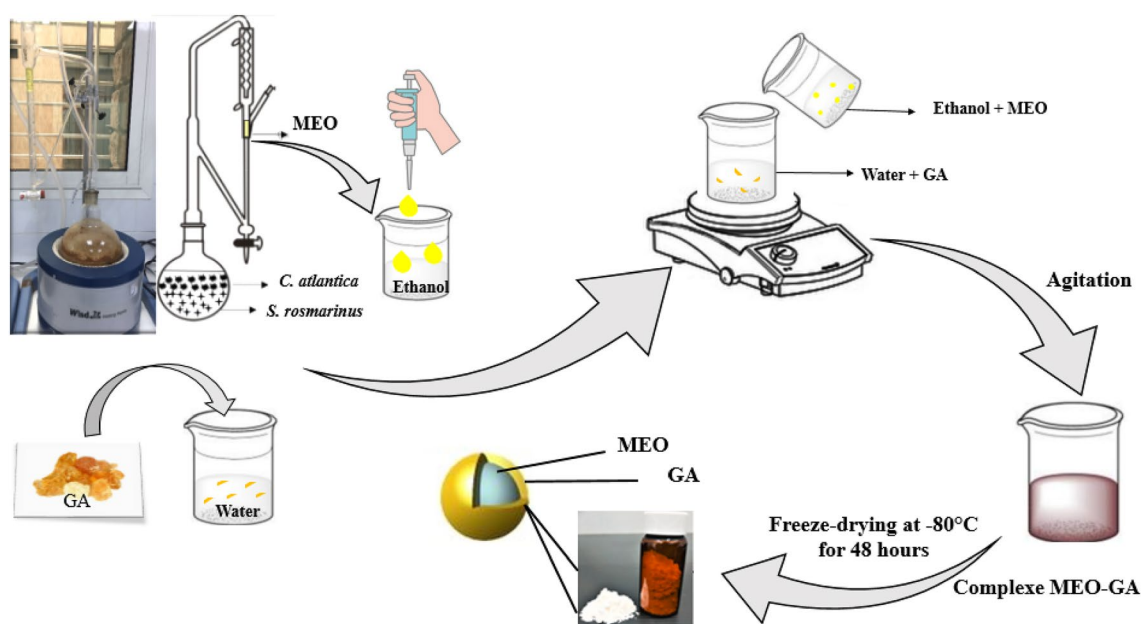 MEO
Ethanol + MEO
Water + GA
C. atlantica
S. rosmarinus
Ethanol
Agitation
GA
Water
MEO
GA
Freeze-drying at -80°C
for 48 hours
Complexe MEO-GA